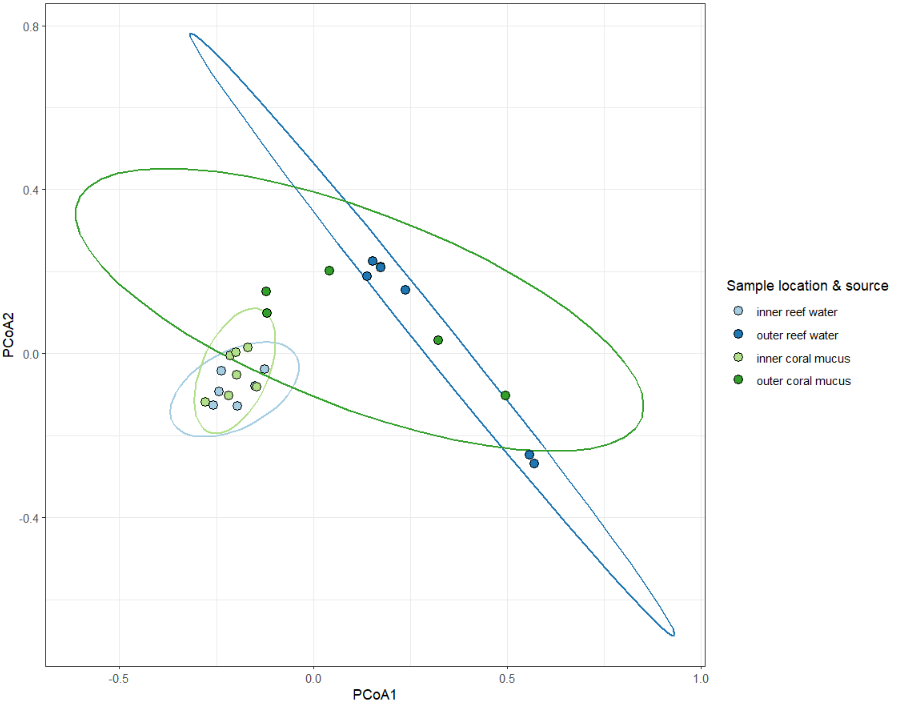 0.8
0.4
0.0
-0.4
PCoA2
-0.5
0.0
0.5
1.0
PCoA1
Sample location & source
inner reef water
outer reef water
inner coral mucus
outer coral mucus